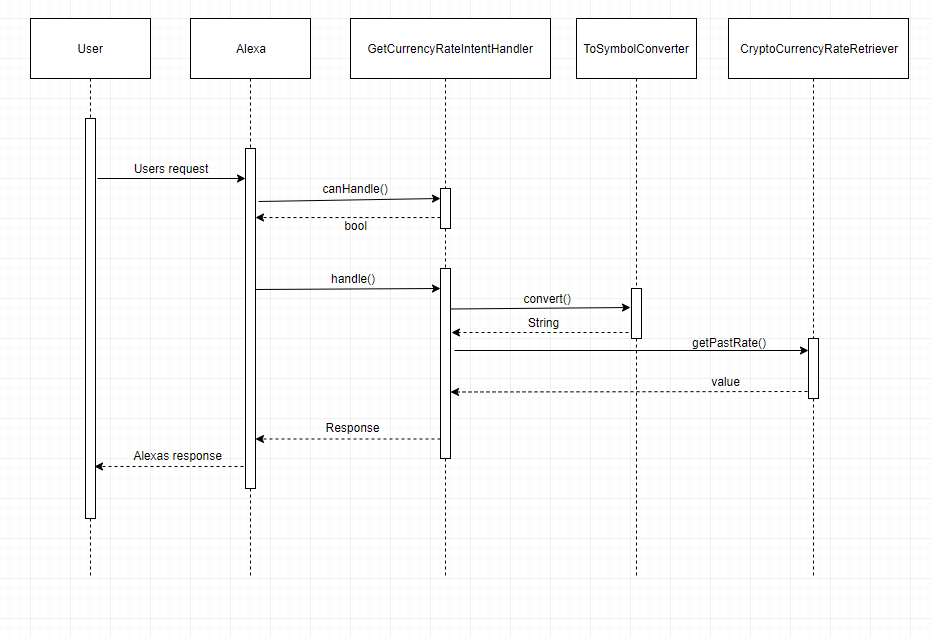 User
Alexa
GetCurrencyRateIntentHandler
ToSymbolConverter
CryptoCurrencyRateRetriever
Users request
canHandle()
bool
handle()
convert()
String
getPastRate()
value
Response
Alexas response